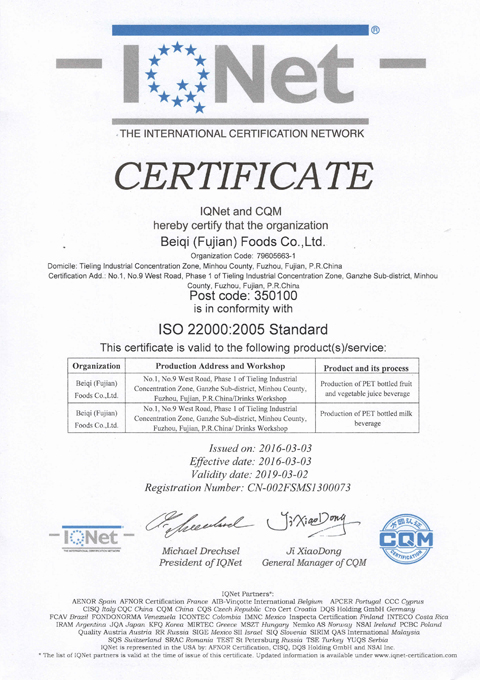 IQNet ®
THE INTERNATIONAL CERTIFICATION NETWORK
CERTIFICATE
IQNet and CQM
hereby certify that the organization
Beiqi (Fujian) Foods Co.,Ltd.
Organization Code: 79605663-1
Domicile: Tieling Industrial Concentration Zone, Minhou County, Fuzhou, Fujian, P.R.China
Certification Add.: No.1, No.9 West Road, Phase 1 of Tieling Industrial Concentration Zone, Ganzhe Sub-district, Minhou
County, Fuzhou, Fujian, P.R.China
Post code: 350100
is in conformity with
ISO 22000:2005 Standard
This certificate is valid to the following product(s)/service:
Organization Production Address and Workshop Product and its process
Beiqi (Fujian) Foods Co.,Ltd.
No.1, No.9 West Road, Phase 1 of Tieling Industrial
Concentration Zone, Ganzhe Sub-district, Minhou County,
Fuzhou, Fujian, P.R.China/Drinks Workshop
Production of PET bottled fruit
and vegetable juice beverage
Beiqi (Fujian) Foods Co.,Ltd.
No.1, No.9 West Road, Phase 1 of Tieling Industrial
Concentration Zone, Ganzhe Sub-district, Minhou County,
Fuzhou, Fujian, P.R.China/ Drinks Workshop
Production of PET bottled milk
beverage
Issued on: 2016-03-03
Effective date: 2016-03-03
Validity date: 2019-03-02
Registration Number: CN-002FSMS1300073
IQNet
THE INTERNATIONAL CERTIFICATION NETWORK
Ji XiaoDong
Michael Drechsel
President of IQNet
Ji XiaoDong
General Manager of CQM
方圆认证
CQM
CERTIFICATION
IQNet Partners*:
AENOR Spain AFNOR Certification France AIB-Vinçotte International Belgium APCER Portugal CCC Cyprus
CISQ Italy CQC China CQM China CQS Czech Republic Cro Cert Croatia DQS Holding GmbH Germany
FCAV Brazil FONDONORMA Venezuela ICONTEC Colombia IMNC Mexico Inspecta Certification Finland INTECO Costa Rica
IRAM Argentina JQA Japan KFQ Korea MIRTEC Greece MSZT Hungary Nemko AS Norway NSAI Ireland PCBC Poland
Quality Austria Austria RR Russia SIGE Mexico SII Israel SIQ Slovenia SIRIM QAS International Malaysia
SQS Switzerland SRAC Romania TEST St Petersburg Russia TSE Turkey YUQS Serbia
IQNet is represented in the USA by: AFNOR Certification, CISQ, DQS Holding GmbH and NSAI Inc.
* The list of IQNet partners is valid at the time of issue of this certificate. Updated information is available under www.iqnet-certification.com